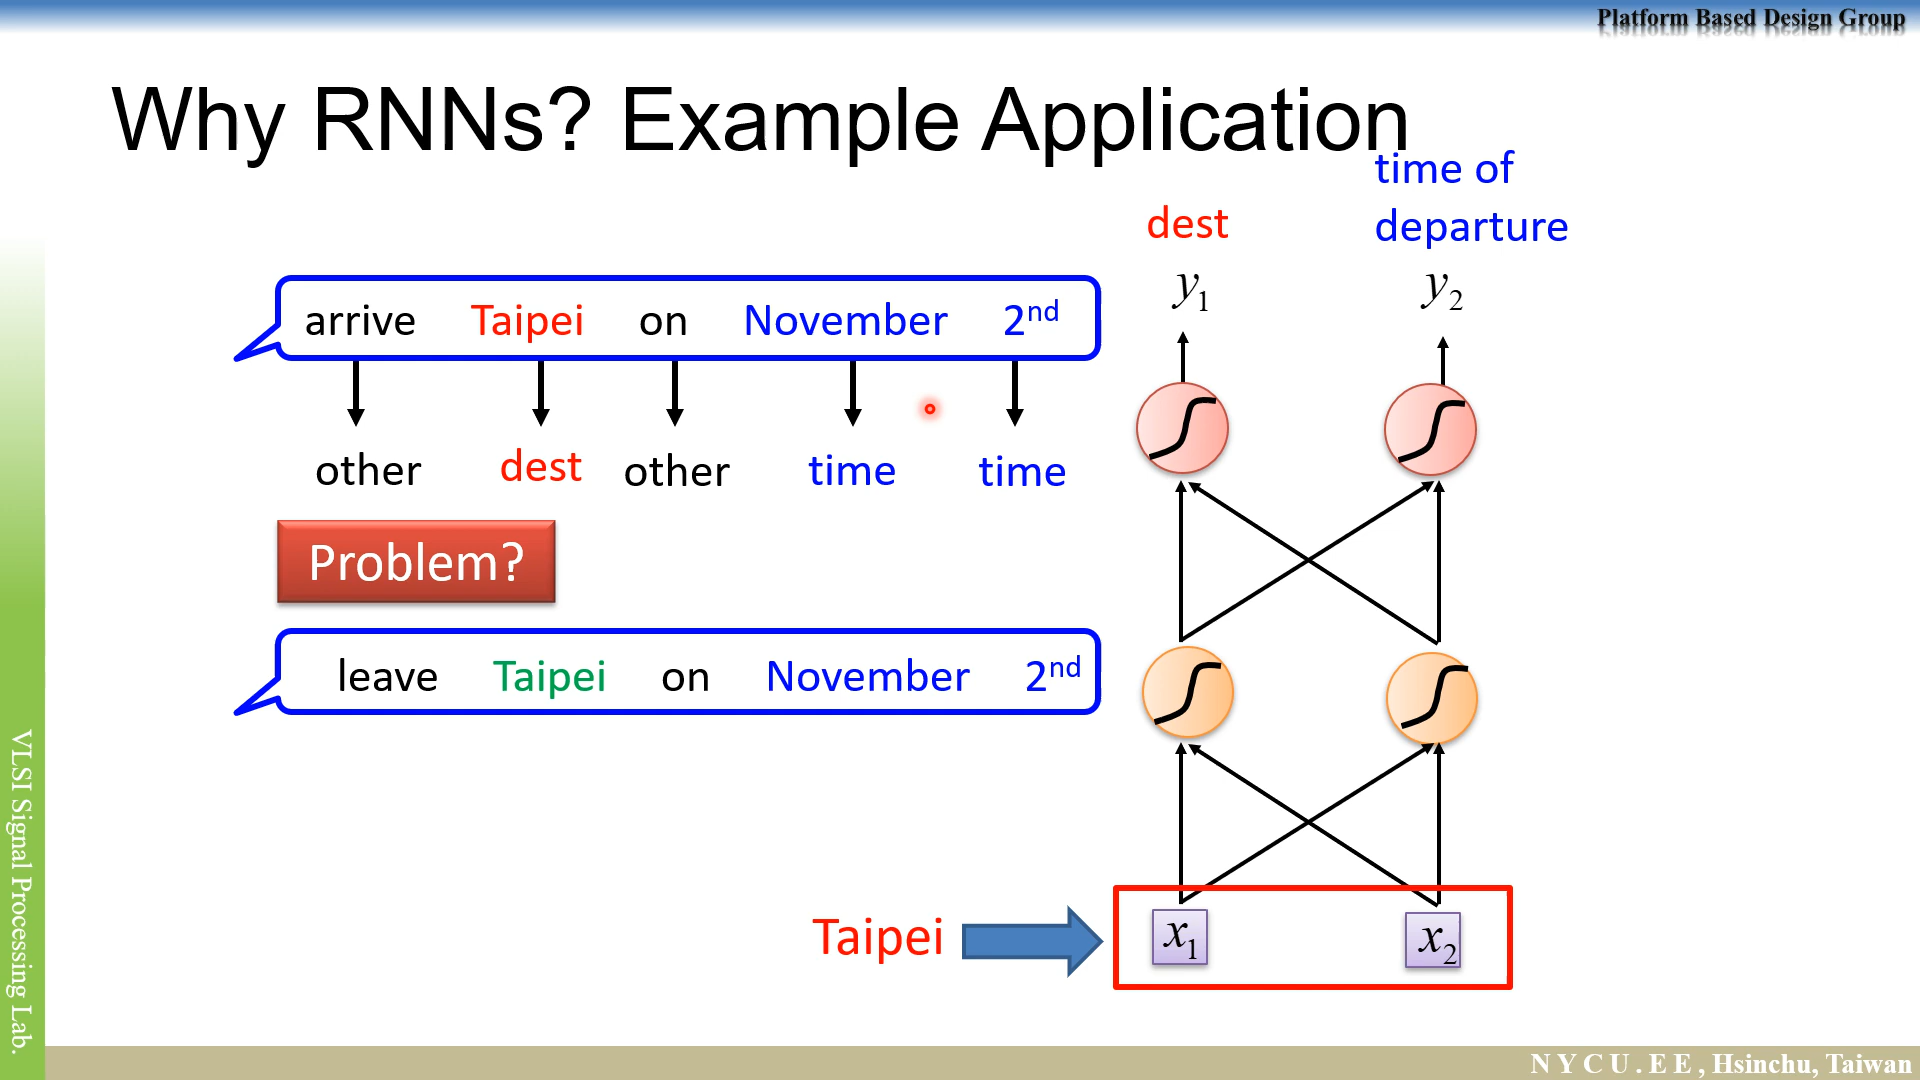 Platform Based Design Group
Why RNNs? Example Application
time of
departure
dest
y1
y2
arrive Taipei on November 2nd
other dest other time time
Problem?
leave Taipei on November 2nd
Taipei
x1
x2
VLSI Signal Processing Lab.
NYCU.EE, Hsinchu, Taiwan